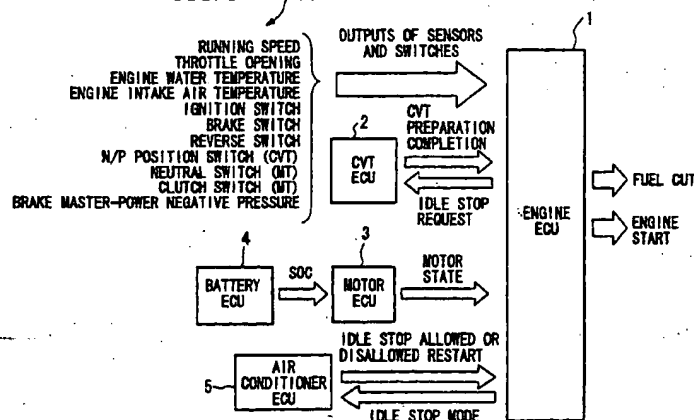 1
RUNNING SPEED
THROTTLE OPENING
ENGINE WATER TEMPERATURE
ENGINE INTAKE AIR TEMPERATURE
IGNITION SWITCH
BRAKE SWITCH
REVERSE SWITCH
N/P POSITION SWITCH (CVT)
NEUTRAL SWITCH (MT)
CLUTCH SWITCH (MT)
BRAKE MASTER-POWER NEGATIVE PRESSURE
OUTPUTS OF SENSORS
AND SWITCHES
2
CVT
ECU
CVT
PREPARATION
COMPLETION
IDLE STOP
REQUEST
ENGINE
ECU
FUEL CUT
ENGINE
START
4
BATTERY
ECU
SOC
3
MOTOR
ECU
MOTOR
STATE
IDLE STOP ALLOWED OR
DISALLOWED RESTART
5
AIR
CONDITIONER
ECU
IDLE STOP MODE